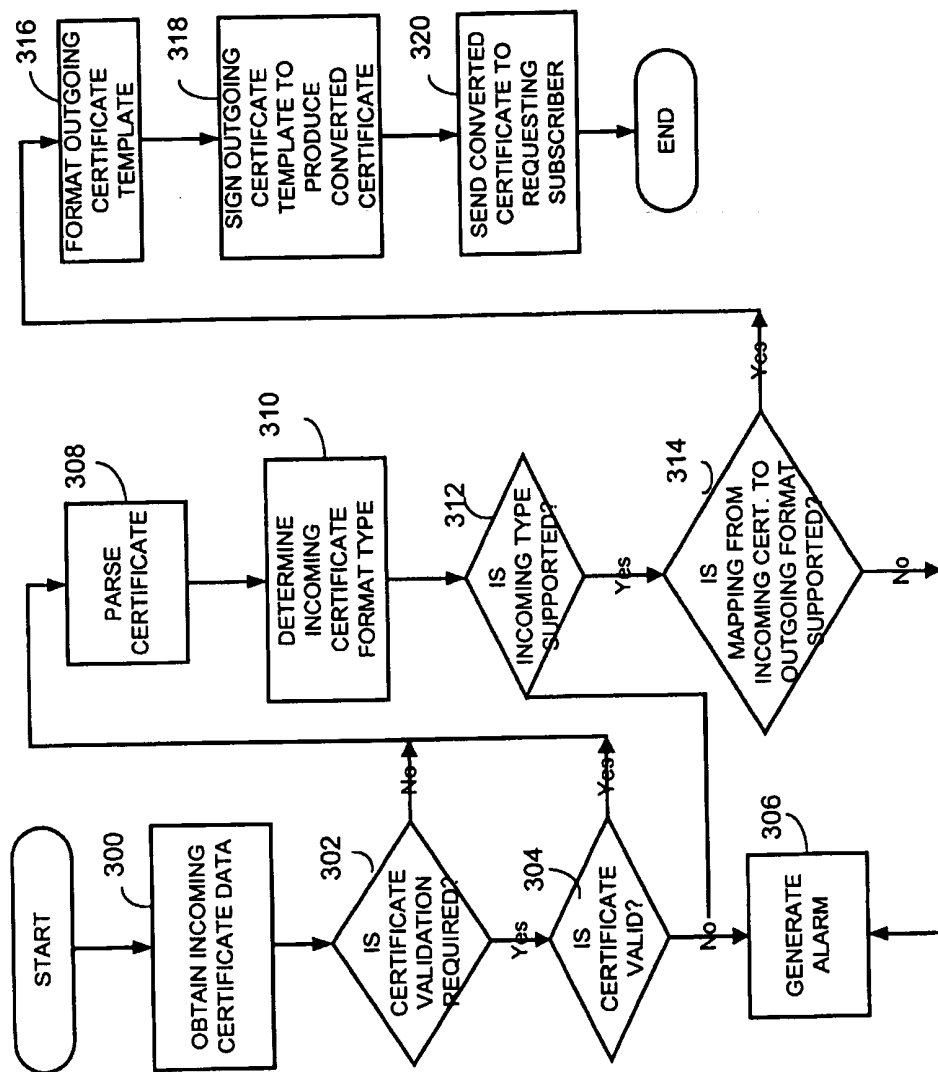 START
300
OBTAIN INCOMING
CERTIFICATE DATA
302
IS
CERTIFICATE
VALIDATION
REQUIRED?
No
Yes
304
IS
CERTIFICATE
VALID?
Yes
No
306
GENERATE
ALARM
308
PARSE
CERTIFICATE
310
DETERMINE
INCOMING
CERTIFICATE
FORMAT TYPE
312
IS
INCOMING TYPE
SUPPORTED?
Yes
314
IS
MAPPING FROM
INCOMING CERT. TO
OUTGOING FORMAT
SUPPORTED?
Yes
No
316
FORMAT OUTGOING
CERTIFICATE
TEMPLATE
318
SIGN OUTGOING
CERTIFCATE
TEMPLATE TO
PRODUCE
CONVERTED
CERTIFICATE
320
SEND CONVERTED
CERTIFICATE TO
REQUESTING
SUBSCRIBER
END